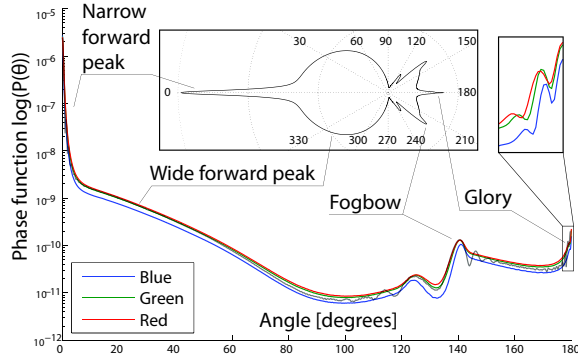 Phase function log(P(θ))
10⁻⁵
10⁻⁶
10⁻⁷
10⁻⁸
10⁻⁹
10⁻¹⁰
10⁻¹¹
10⁻¹²
Narrow
forward
peak
30
60
90
120
150
0
180
330
300
270
240
210
Wide forward peak
Fogbow
Glory
Blue
Green
Red
Angle [degrees]
0
20
40
60
80
100
120
140
160
180